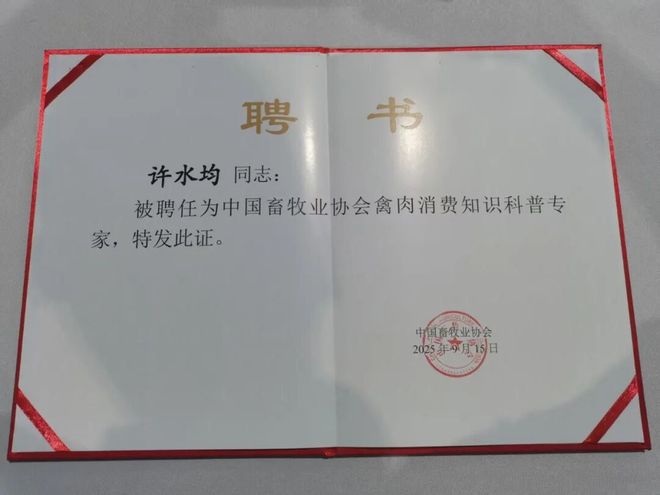 聘 书
许水均 同志：
被聘任为中国畜牧业协会禽肉消费知识科普专
家，特发此证。
中国畜牧业协会
2025年9月15日